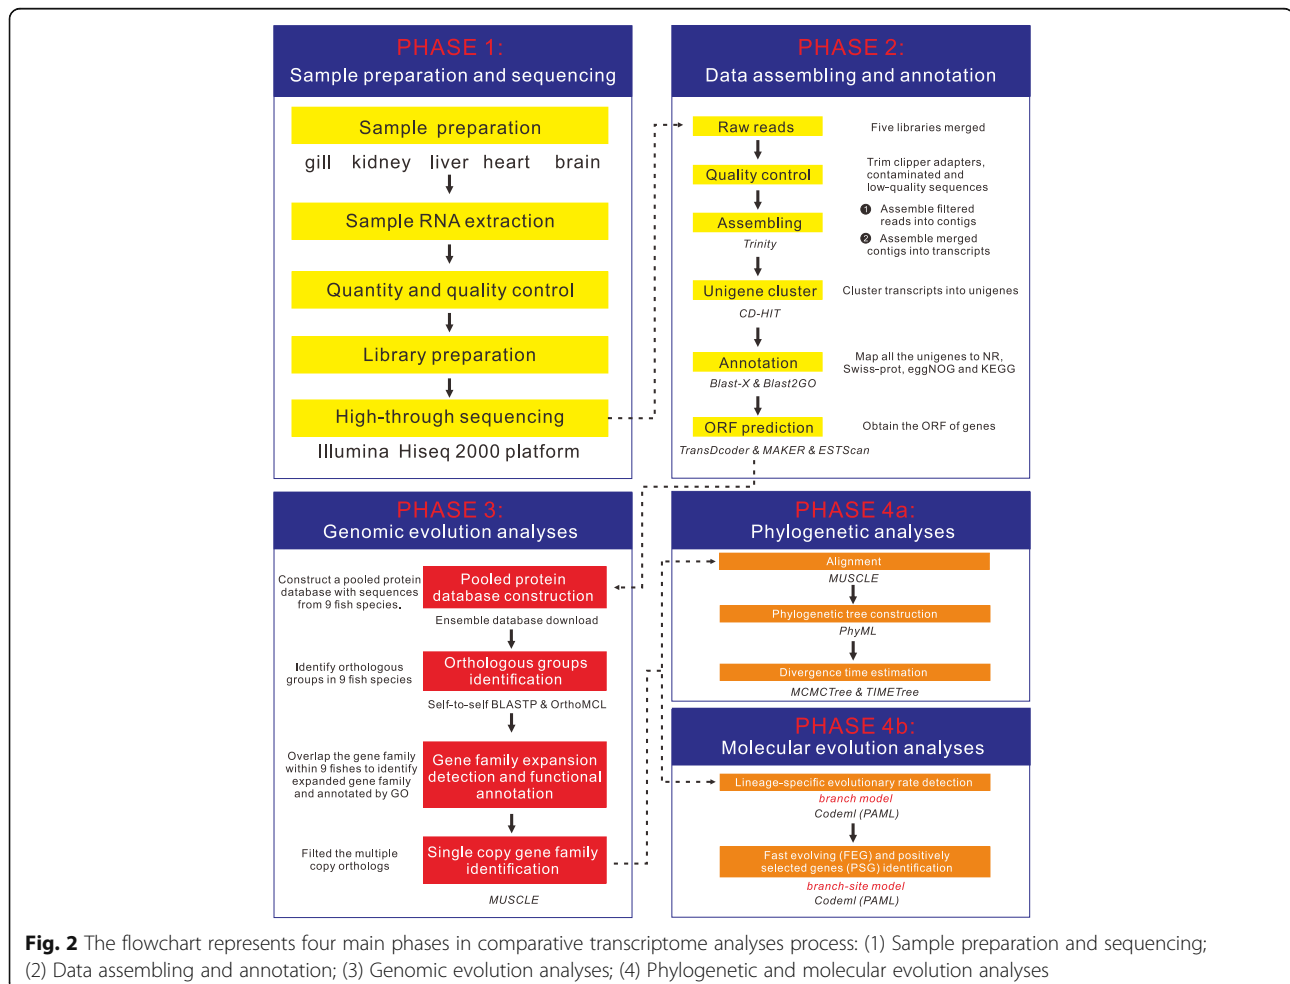 PHASE 1:
Sample preparation and sequencing
Sample preparation
gill kidney liver heart brain
Sample RNA extraction
Quantity and quality control
Library preparation
High-through sequencing
Illumina Hiseq 2000 platform
PHASE 2:
Data assembling and annotation
Raw reads
Five libraries merged
Quality control
Trim clipper adapters,
contaminated and
low-quality sequences
Assembling
Trinity
1 Assemble filtered
reads into contigs
2 Assemble merged
contigs into transcripts
Unigene cluster
CD-HIT
Cluster transcripts into unigenes
Annotation
Blast-X & Blast2GO
Map all the unigenes to NR,
Swiss-prot, eggNOG and KEGG
ORF prediction
TransDcoder & MAKER & ESTScan
Obtain the ORF of genes
PHASE 3:
Genomic evolution analyses
Construct a pooled protein
database with sequences
from 9 fish species.
Pooled protein
database construction
Ensemble database download
Identify orthologous
groups in 9 fish species
Orthologous groups
identification
Self-to-self BLASTP & OrthoMCL
Overlap the gene family
within 9 fishes to identify
expanded gene family
and annotated by GO
Gene family expansion
detection and functional
annotation
Filted the multiple
copy orthologs
Single copy gene family
identification
MUSCLE
PHASE 4a:
Phylogenetic analyses
Alignment
MUSCLE
Phylogenetic tree construction
PhyML
Divergence time estimation
MCMCTree & TIMETree
PHASE 4b:
Molecular evolution analyses
Lineage-specific evolutionary rate detection
branch model
Codeml (PAML)
Fast evolving (FEG) and positively
selected genes (PSG) identification
branch-site model
Codeml (PAML)
Fig. 2 The flowchart represents four main phases in comparative transcriptome analyses process: (1) Sample preparation and sequencing;
(2) Data assembling and annotation; (3) Genomic evolution analyses; (4) Phylogenetic and molecular evolution analyses